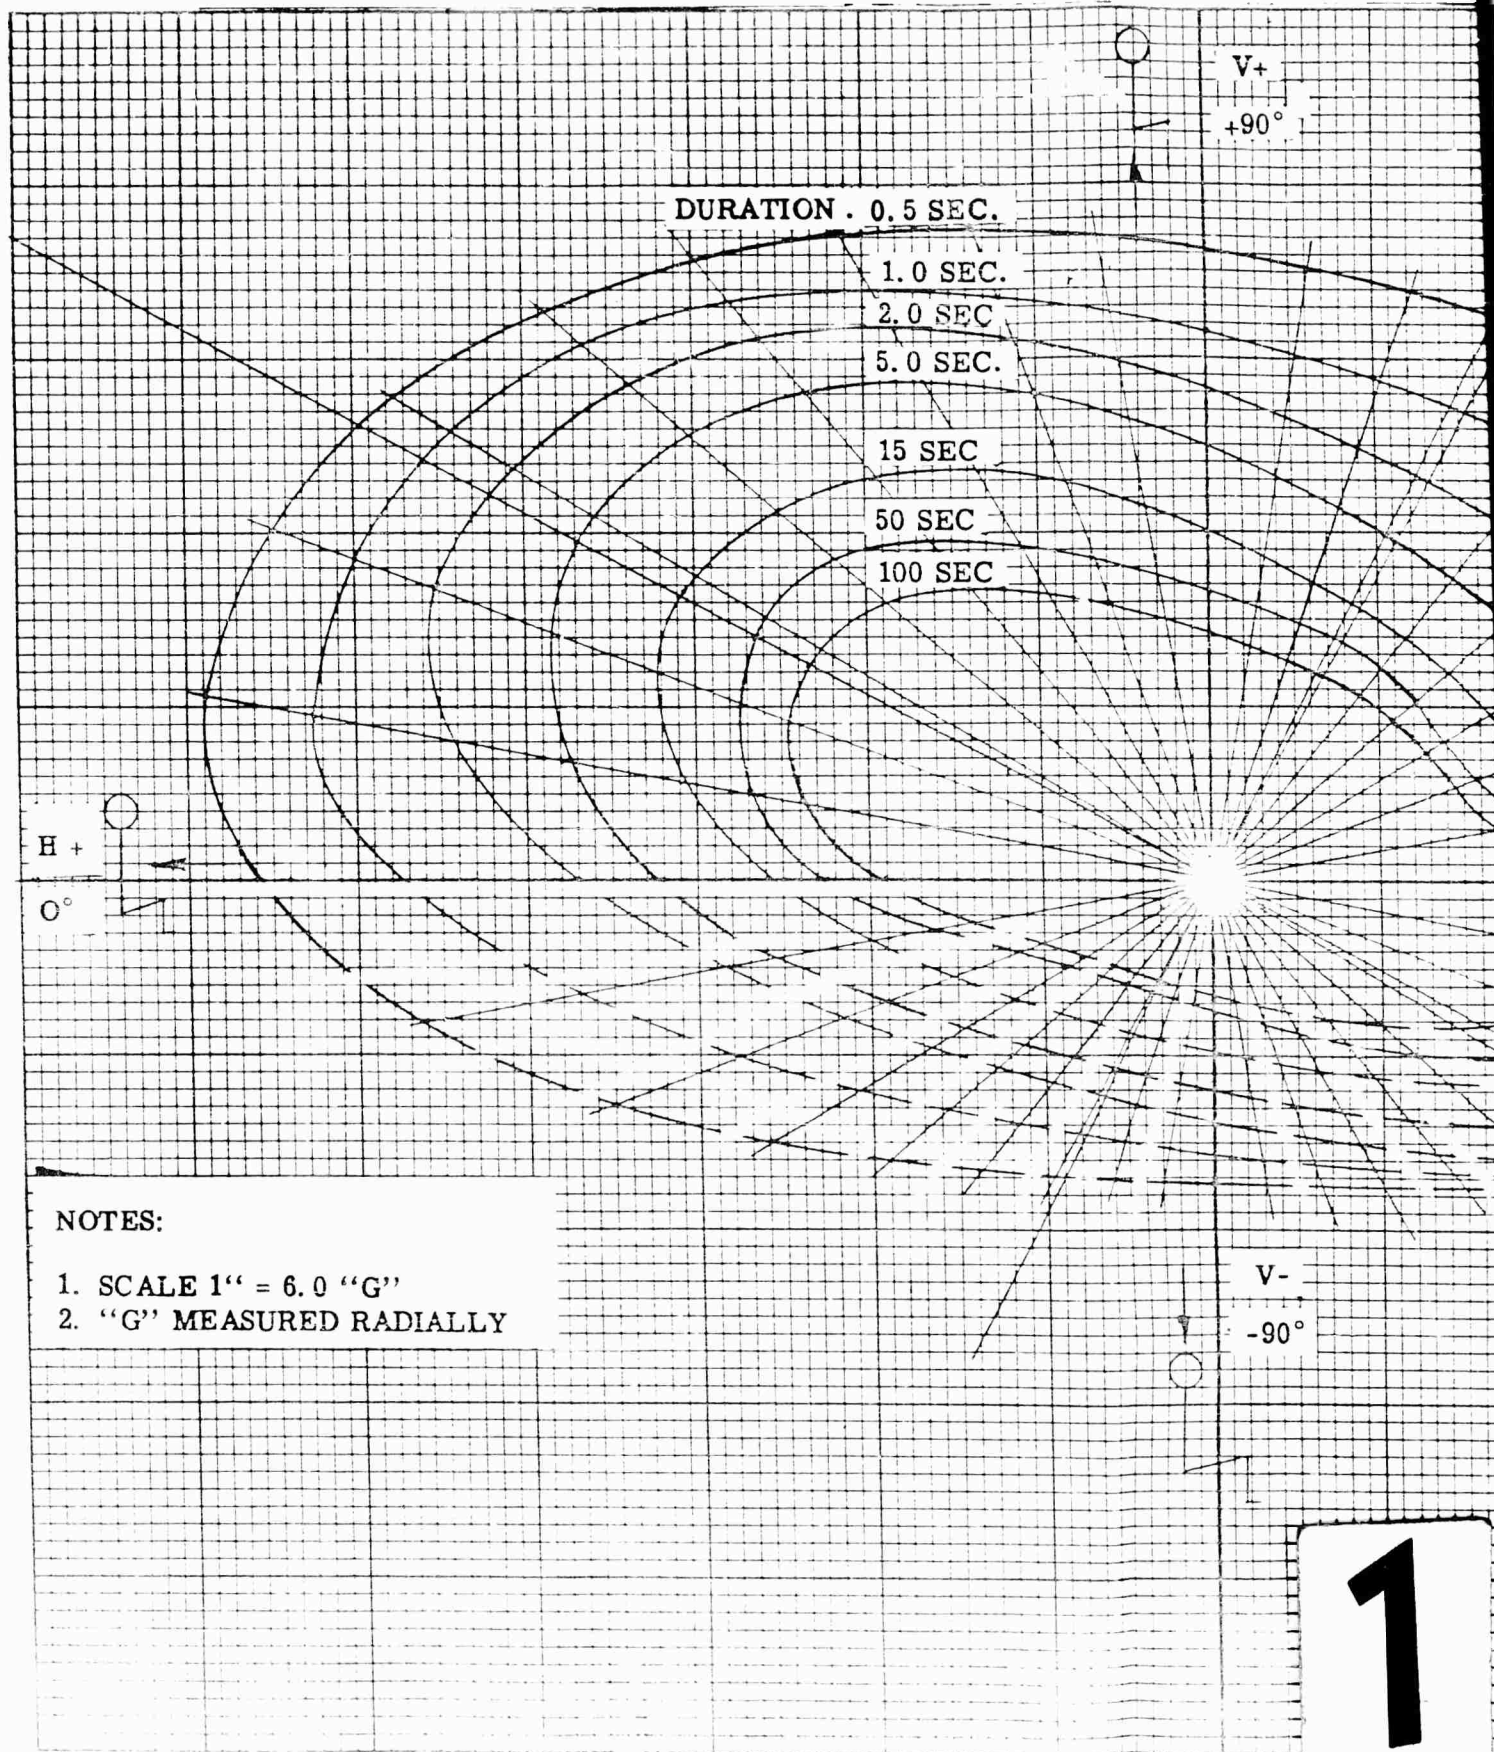 V+
+90°
DURATION . 0.5 SEC.
1.0 SEC.
2.0 SEC
5.0 SEC.
15 SEC
50 SEC
100 SEC
H +
O°
NOTES:
1. SCALE 1“ = 6.0 “G”
2. “G” MEASURED RADIALLY
V-
-90°
1